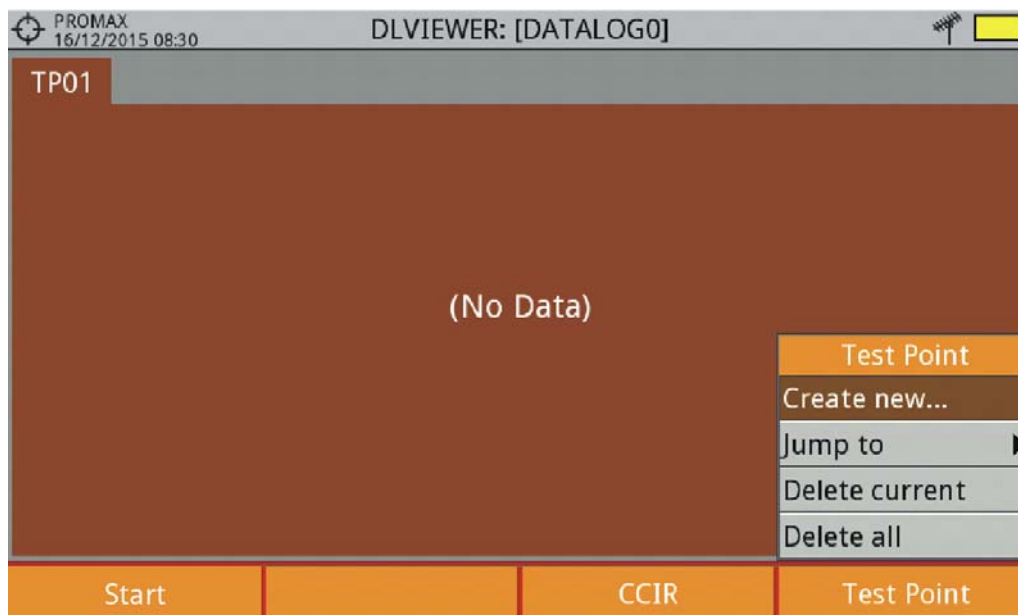 PROMAX
16/12/2015 08:30
DLVIEWER: [DATALOG0]
TP01
(No Data)
Test Point
Create new...
Jump to
Delete current
Delete all
Start
CCIR
Test Point